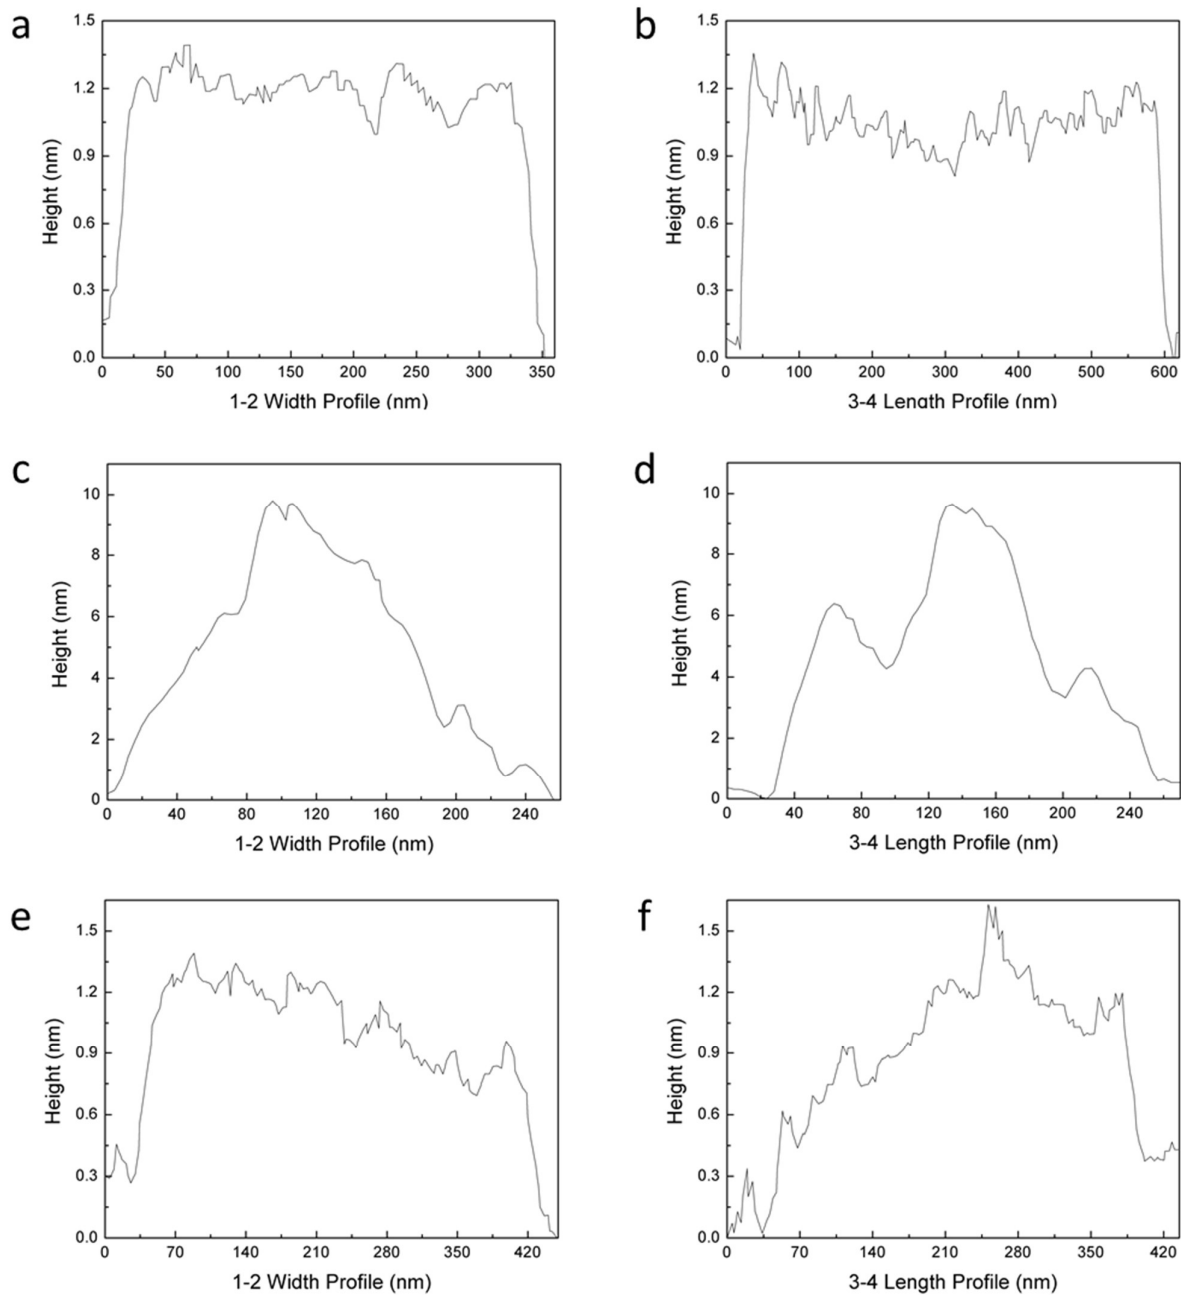 a
1.5
1.2
0.9
0.6
0.3
0.0
Height (nm)
0 50 100 150 200 250 300 350
1-2 Width Profile (nm)
b
1.5
1.2
0.9
0.6
0.3
0.0
Height (nm)
0 100 200 300 400 500 600
3-4 Length Profile (nm)
c
10
8
6
4
2
0
Height (nm)
0 40 80 120 160 200 240
1-2 Width Profile (nm)
d
10
8
6
4
2
0
Height (nm)
0 40 80 120 160 200 240
3-4 Length Profile (nm)
e
1.5
1.2
0.9
0.6
0.3
0.0
Height (nm)
0 70 140 210 280 350 420
1-2 Width Profile (nm)
f
1.5
1.2
0.9
0.6
0.3
0.0
Height (nm)
0 70 140 210 280 350 420
3-4 Length Profile (nm)